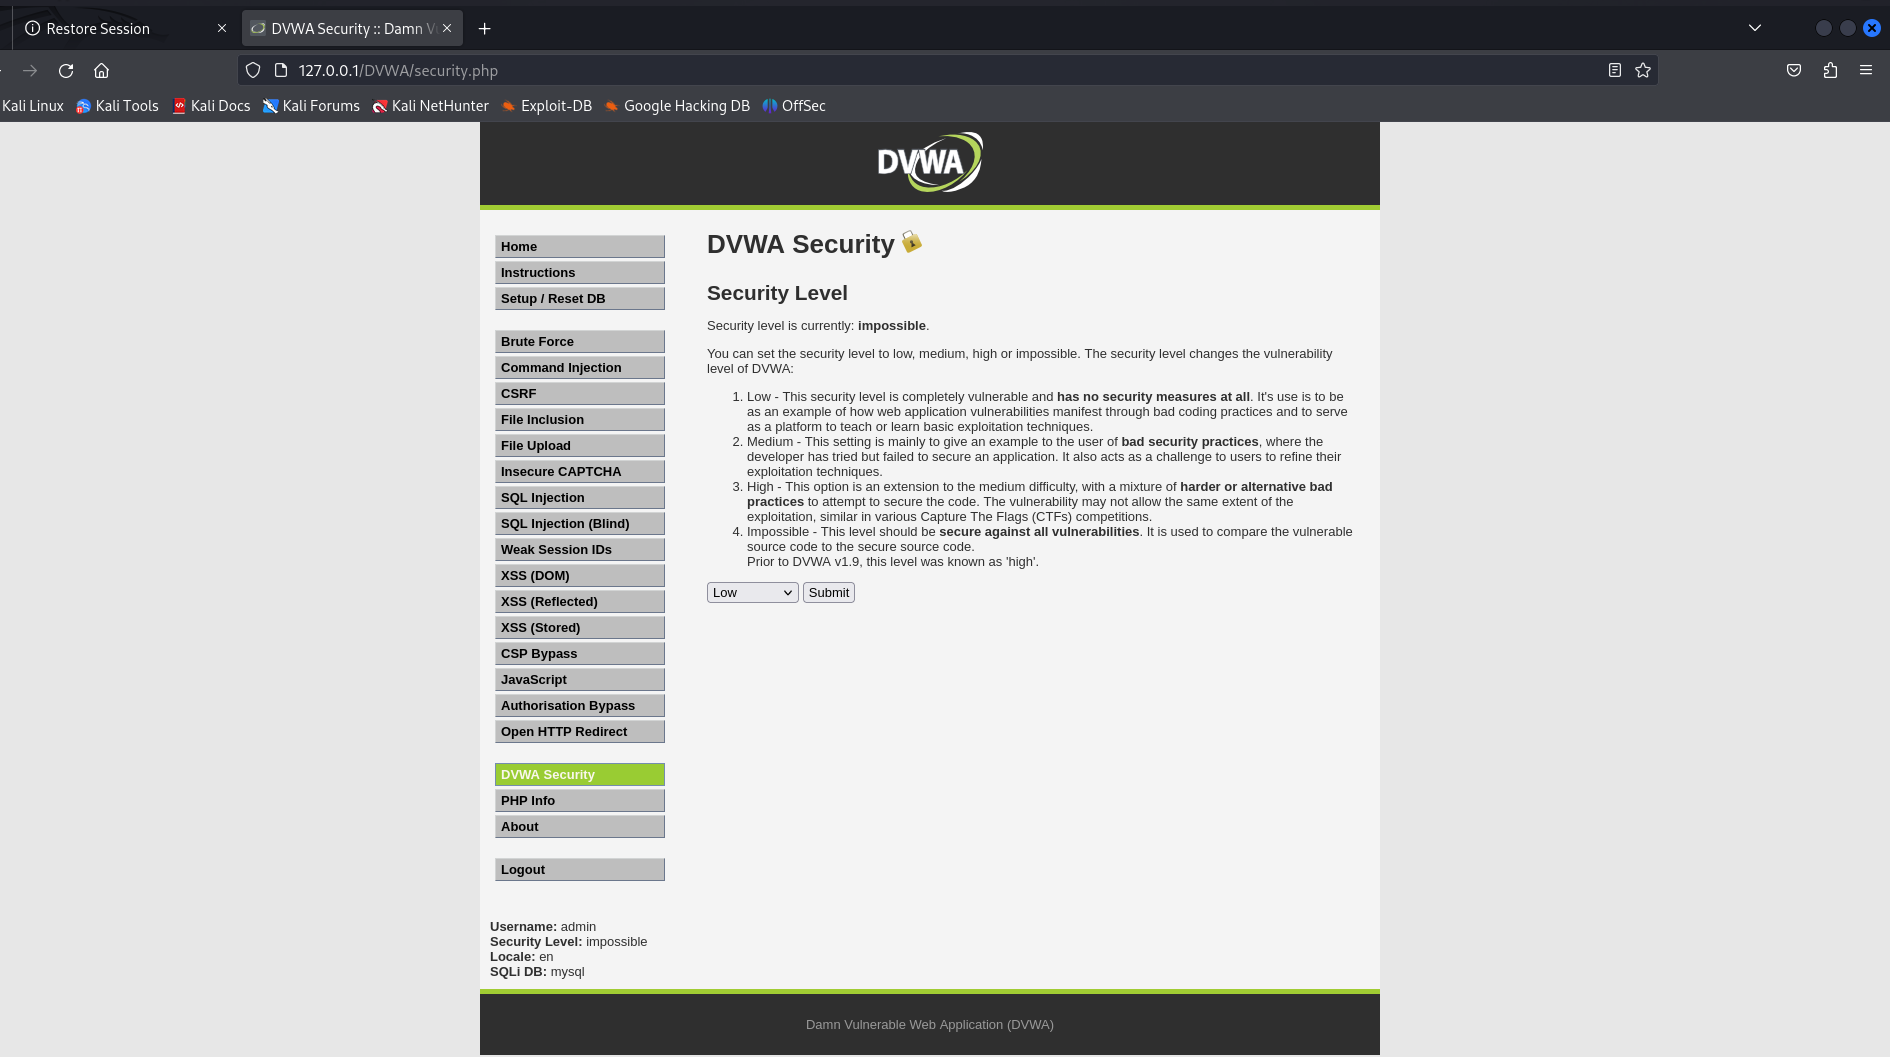 Restore Session
DVWA Security :: Damn Vu
127.0.0.1/DVWA/security.php
Kali Linux Kali Tools Kali Docs Kali Forums Kali NetHunter Exploit-DB Google Hacking DB OffSec
DVWA
Home
Instructions
Setup / Reset DB
Brute Force
Command Injection
CSRF
File Inclusion
File Upload
Insecure CAPTCHA
SQL Injection
SQL Injection (Blind)
Weak Session IDs
XSS (DOM)
XSS (Reflected)
XSS (Stored)
CSP Bypass
JavaScript
Authorisation Bypass
Open HTTP Redirect
DVWA Security
PHP Info
About
Logout
DVWA Security
Security Level
Security level is currently: impossible.
You can set the security level to low, medium, high or impossible. The security level changes the vulnerability
level of DVWA:
1. Low - This security level is completely vulnerable and has no security measures at all. It's use is to be
as an example of how web application vulnerabilities manifest through bad coding practices and to serve
as a platform to teach or learn basic exploitation techniques.
2. Medium - This setting is mainly to give an example to the user of bad security practices, where the
developer has tried but failed to secure an application. It also acts as a challenge to users to refine their
exploitation techniques.
3. High - This option is an extension to the medium difficulty, with a mixture of harder or alternative bad
practices to attempt to secure the code. The vulnerability may not allow the same extent of the
exploitation, similar in various Capture The Flags (CTFs) competitions.
4. Impossible - This level should be secure against all vulnerabilities. It is used to compare the vulnerable
source code to the secure source code.
Prior to DVWA v1.9, this level was known as 'high'.
Low Submit
Username: admin
Security Level: impossible
Locale: en
SQLi DB: mysql
Damn Vulnerable Web Application (DVWA)